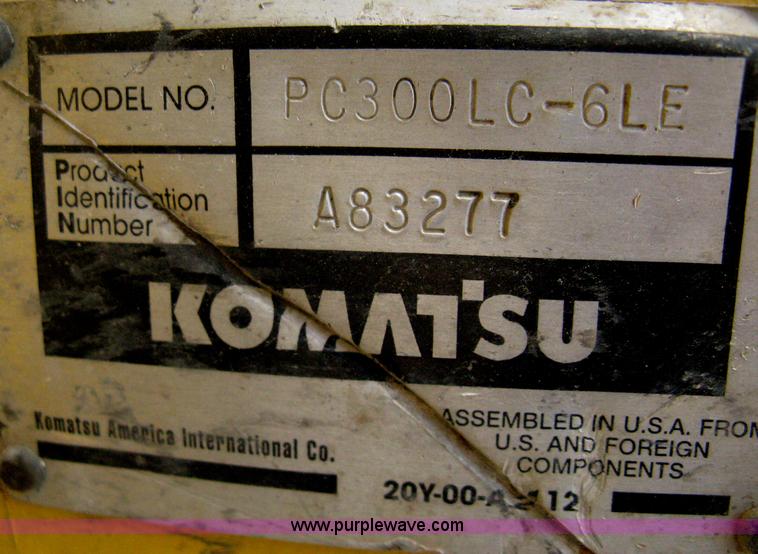 MODEL NO.
PC300LC-6LE
Product
Identification
Number
A83277
KOMATSU
Komatsu America International Co.
ASSEMBLED IN U.S.A. FROM
U.S. AND FOREIGN
COMPONENTS
www.purplewave.com